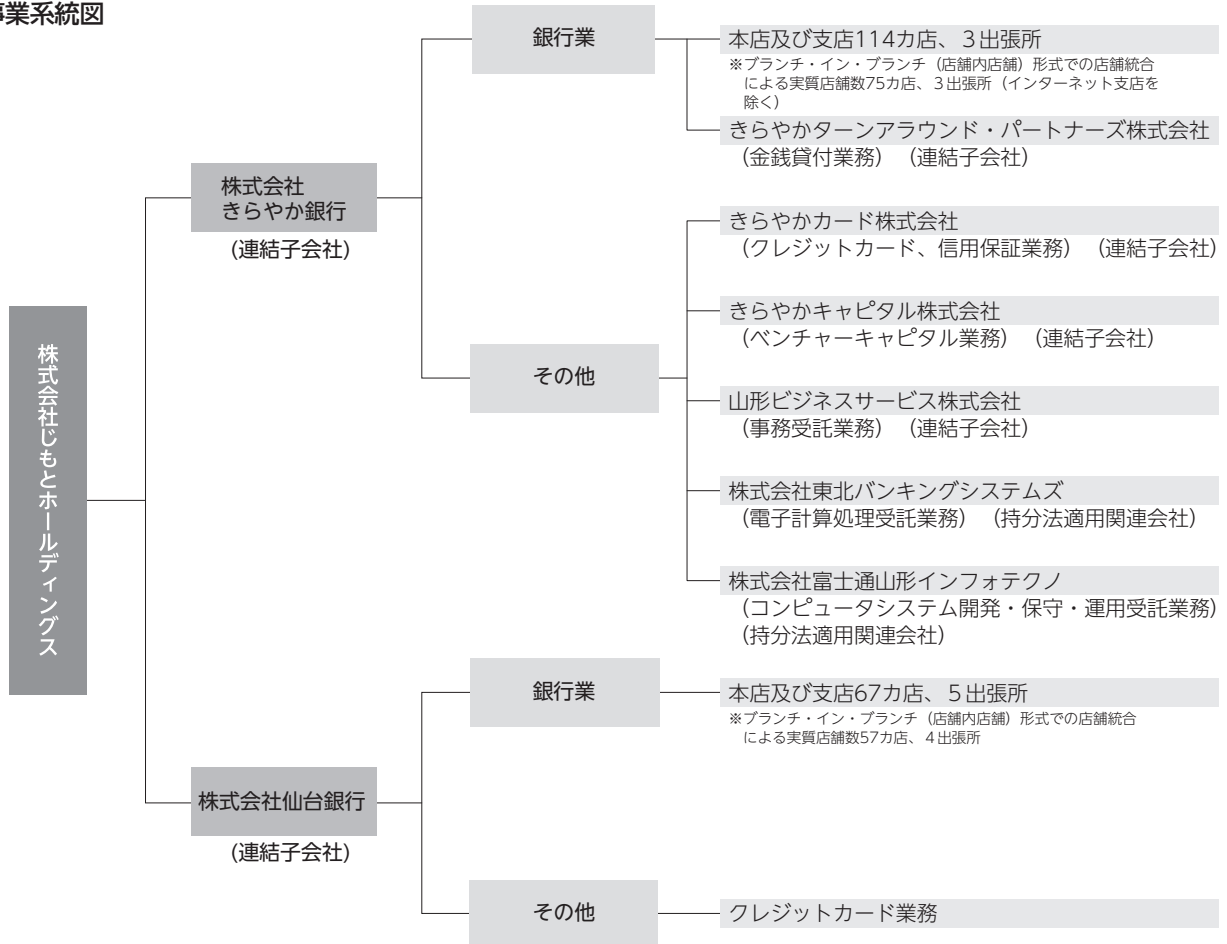 事業系統図
株式会社じもとホールディングス
株式会社
きらやか銀行
(連結子会社)
銀行業
本店及び支店114カ店、3出張所
※ブランチ・イン・ブランチ（店舗内店舗）形式での店舗統合
による実質店舗数75カ店、3出張所（インターネット支店を
除く）
きらやかターンアラウンド・パートナーズ株式会社
（金銭貸付業務）（連結子会社）
その他
きらやかカード株式会社
（クレジットカード、信用保証業務）（連結子会社）
きらやかキャピタル株式会社
（ベンチャーキャピタル業務）（連結子会社）
山形ビジネスサービス株式会社
（事務受託業務）（連結子会社）
株式会社東北バンキングシステムズ
（電子計算処理受託業務）（持分法適用関連会社）
株式会社富士通山形インフォテクノ
（コンピュータシステム開発・保守・運用受託業務）
（持分法適用関連会社）
株式会社仙台銀行
(連結子会社)
銀行業
本店及び支店67カ店、5出張所
※ブランチ・イン・ブランチ（店舗内店舗）形式での店舗統合
による実質店舗数57カ店、4出張所
その他
クレジットカード業務